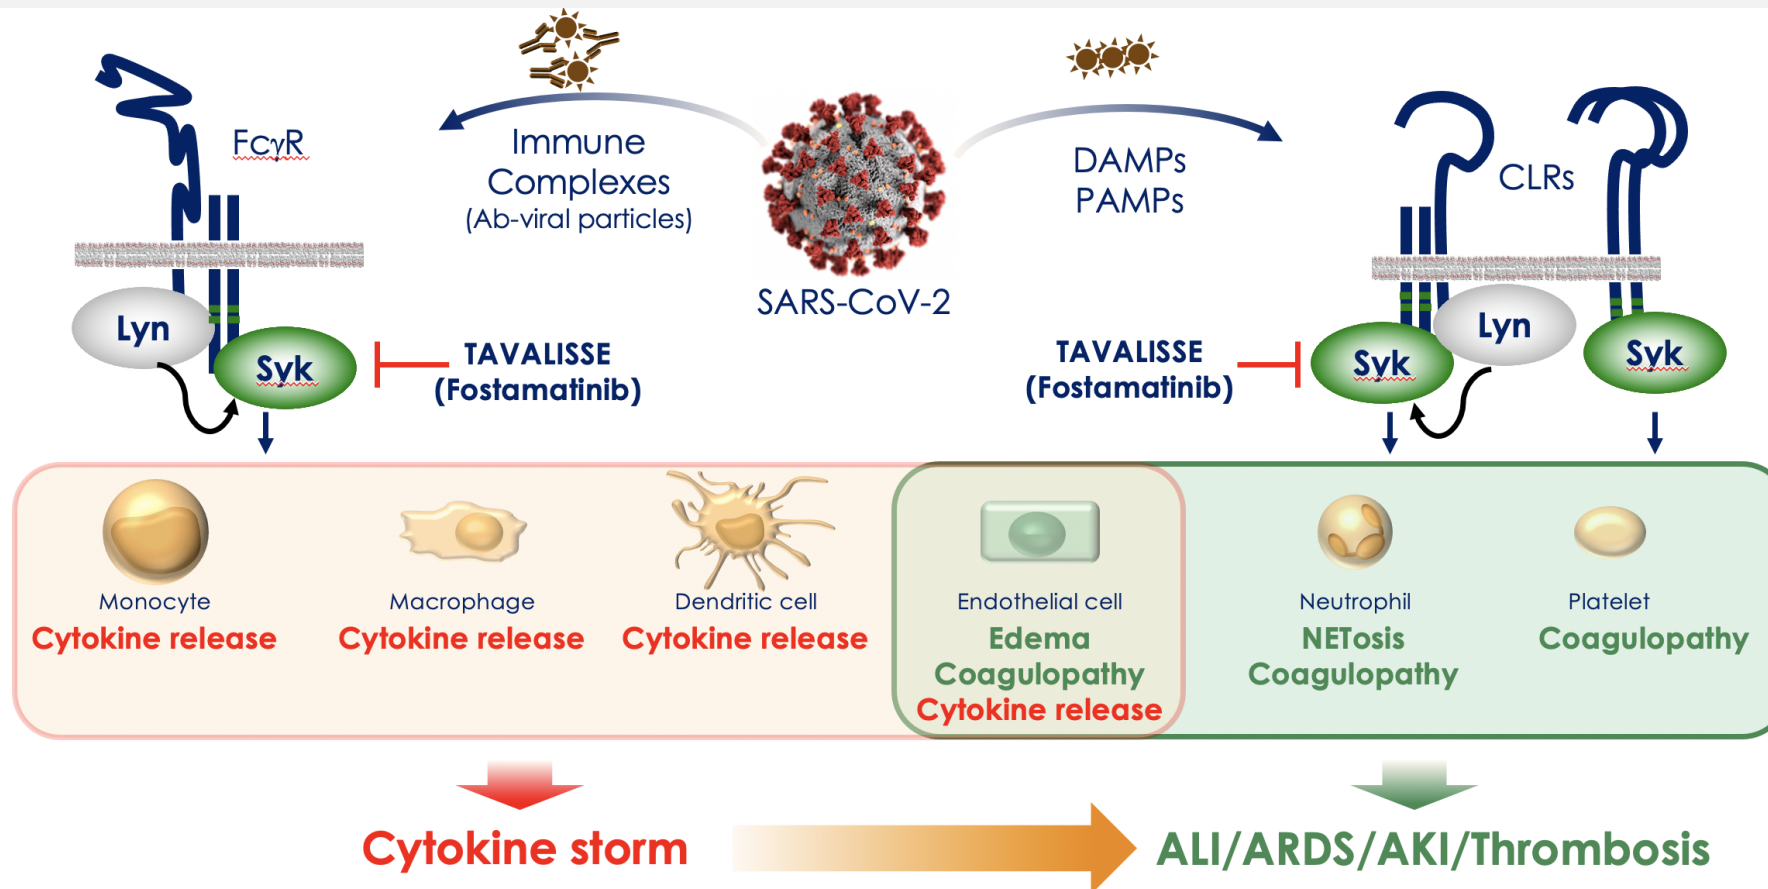 FcγR
Immune
Complexes
(Ab-viral particles)
DAMPs
PAMPs
CLRs
SARS-CoV-2
Lyn
Syk
TAVALISSE
(Fostamatinib)
TAVALISSE
(Fostamatinib)
Syk
Lyn
Syk
Monocyte
Cytokine release
Macrophage
Cytokine release
Dendritic cell
Cytokine release
Endothelial cell
Edema
Coagulopathy
Cytokine release
Neutrophil
NETosis
Coagulopathy
Platelet
Coagulopathy
Cytokine storm
ALI/ARDS/AKI/Thrombosis